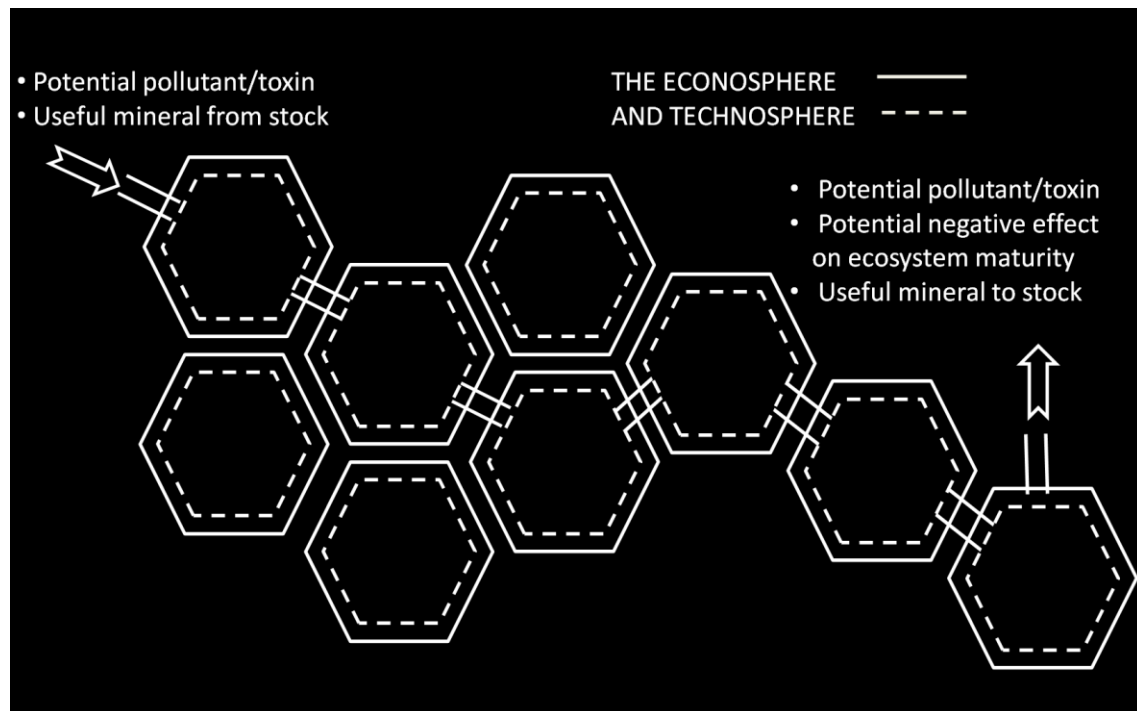 • Potential pollutant/toxin
• Useful mineral from stock
THE ECONOSPHERE
AND TECHNOSPHERE
• Potential pollutant/toxin
• Potential negative effect
on ecosystem maturity
• Useful mineral to stock